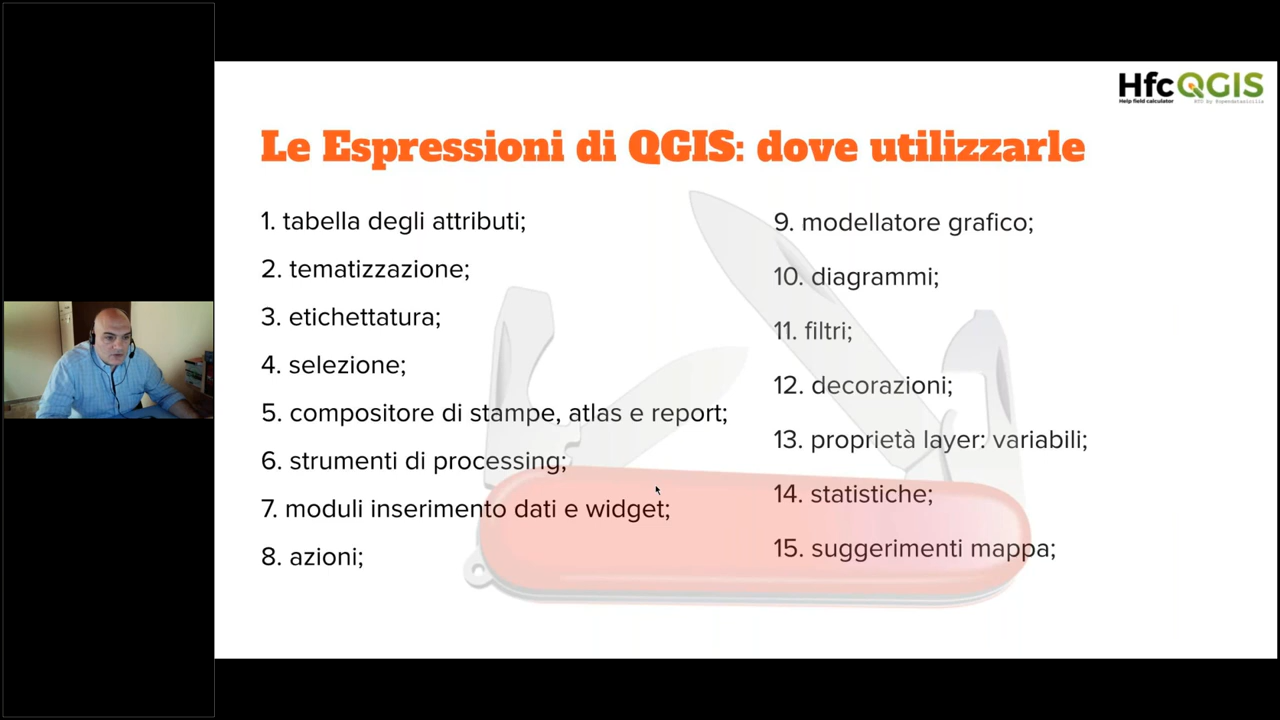 HfcQGIS
Help field calculator
Le Espressioni di QGIS: dove utilizzarle
1. tabella degli attributi;
2. tematizzazione;
3. etichettatura;
4. selezione;
5. compositore di stampe, atlas e report;
6. strumenti di processing;
7. moduli inserimento dati e widget;
8. azioni;
9. modellatore grafico;
10. diagrammi;
11. filtri;
12. decorazioni;
13. proprietà layer: variabili;
14. statistiche;
15. suggerimenti mappa;